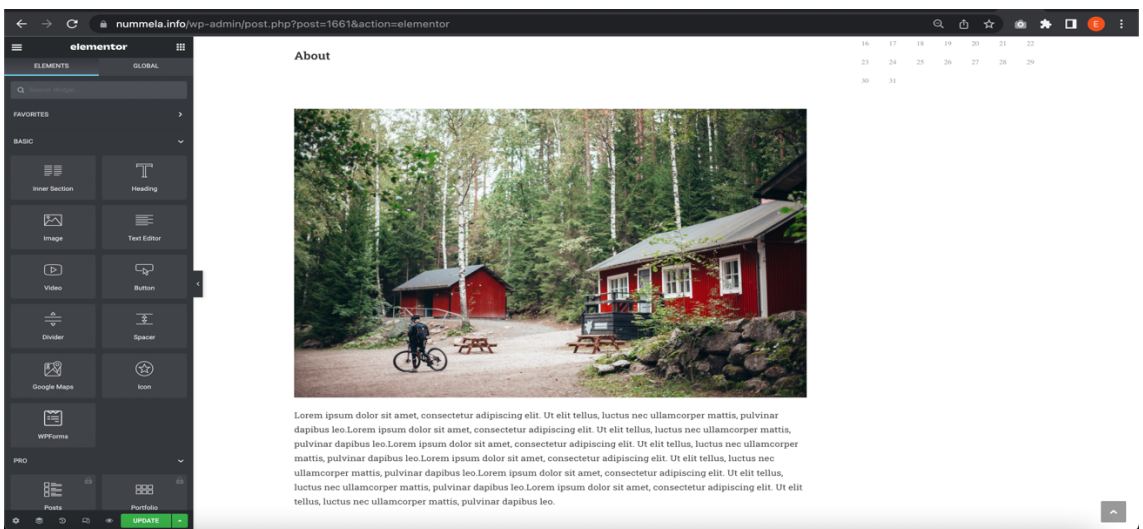 nummela.info/wp-admin/post.php?post=1661&action=elementor
E
elementor
ELEMENTS GLOBAL
Search Widget...
FAVORITES
BASIC
Inner Section Heading
Image Text Editor
Video Button
Divider Spacer
Google Maps Icon
WPForms
PRO
Posts Portfolio
UPDATE
About
16 17 18 19 20 21 22
23 24 25 26 27 28 29
30 31
Lorem ipsum dolor sit amet, consectetur adipiscing elit. Ut elit tellus, luctus nec ullamcorper mattis, pulvinar
dapibus leo.Lorem ipsum dolor sit amet, consectetur adipiscing elit. Ut elit tellus, luctus nec ullamcorper mattis,
pulvinar dapibus leo.Lorem ipsum dolor sit amet, consectetur adipiscing elit. Ut elit tellus, luctus nec ullamcorper
mattis, pulvinar dapibus leo.Lorem ipsum dolor sit amet, consectetur adipiscing elit. Ut elit tellus, luctus nec
ullamcorper mattis, pulvinar dapibus leo.Lorem ipsum dolor sit amet, consectetur adipiscing elit. Ut elit tellus,
luctus nec ullamcorper mattis, pulvinar dapibus leo.Lorem ipsum dolor sit amet, consectetur adipiscing elit. Ut elit
tellus, luctus nec ullamcorper mattis, pulvinar dapibus leo.